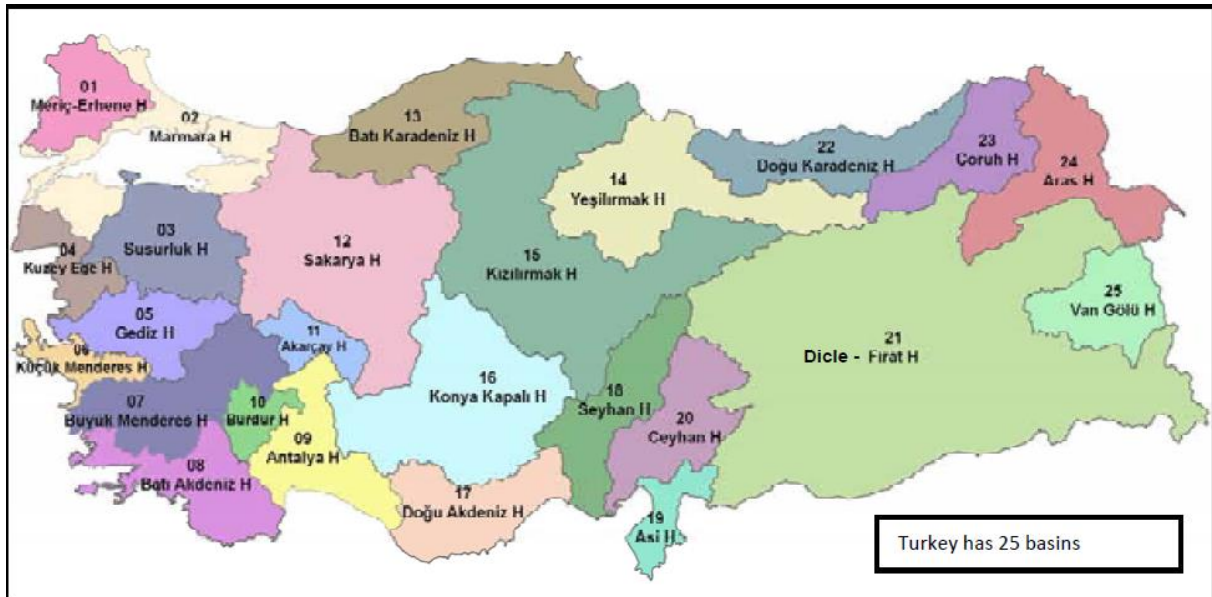 01
Meriç-Erhene H
02
Marmara H
03
Susurluk H
04
Kuzey Ege H
05
Gediz H
06
Küçük Menderes H
07
Büyük Menderes H
08
Batı Akdeniz H
09
Antalya H
10
Burdur H
11
Akarçay H
12
Sakarya H
13
Batı Karadeniz H
14
Yeşilırmak H
15
Kızılırmak H
16
Konya Kapalı H
17
Doğu Akdeniz H
18
Seyhan H
19
Asi H
20
Ceyhan H
21
Dicle - Fırat H
22
Doğu Karadeniz H
23
Çoruh H
24
Aras H
25
Van Gölü H
Turkey has 25 basins